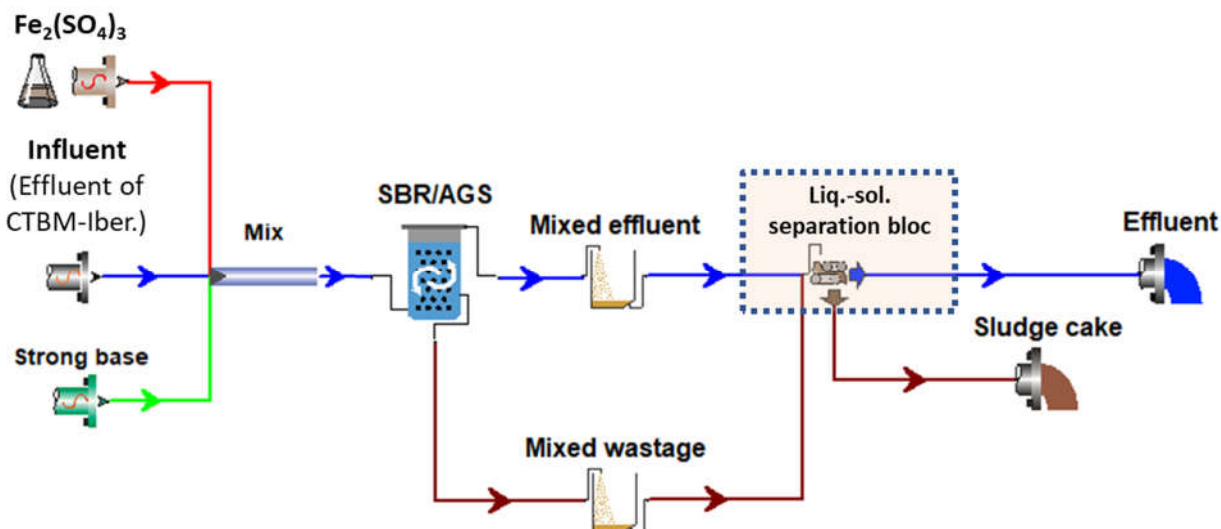 Fe₂(SO₄)₃
Influent
(Effluent of
CTBM-Iber.)
Mix
SBR/AGS
Mixed effluent
Liq.-sol.
separation bloc
Effluent
Sludge cake
Strong base
Mixed wastage